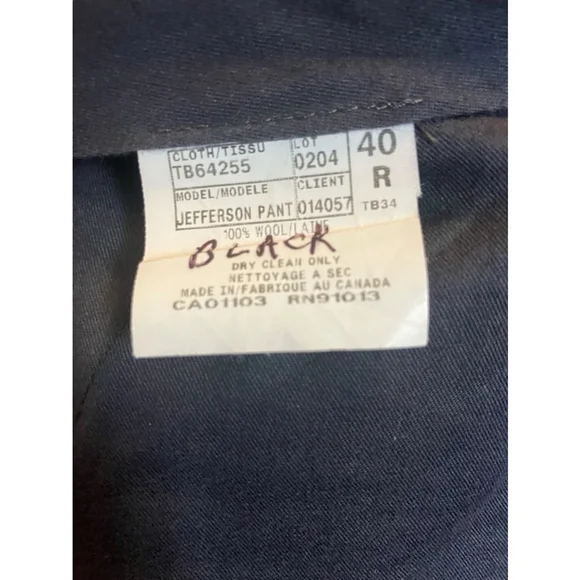 CLOTH/TISSU LOT 40
TB64255 0204
MODEL/MODELE CLIENT R
JEFFERSON PANT 014057 TB34
100% WOOL/LAINE
BLACK
DRY CLEAN ONLY
NETTOYAGE A SEC
MADE IN/FABRIQUE AU CANADA
CA01103 RN91013